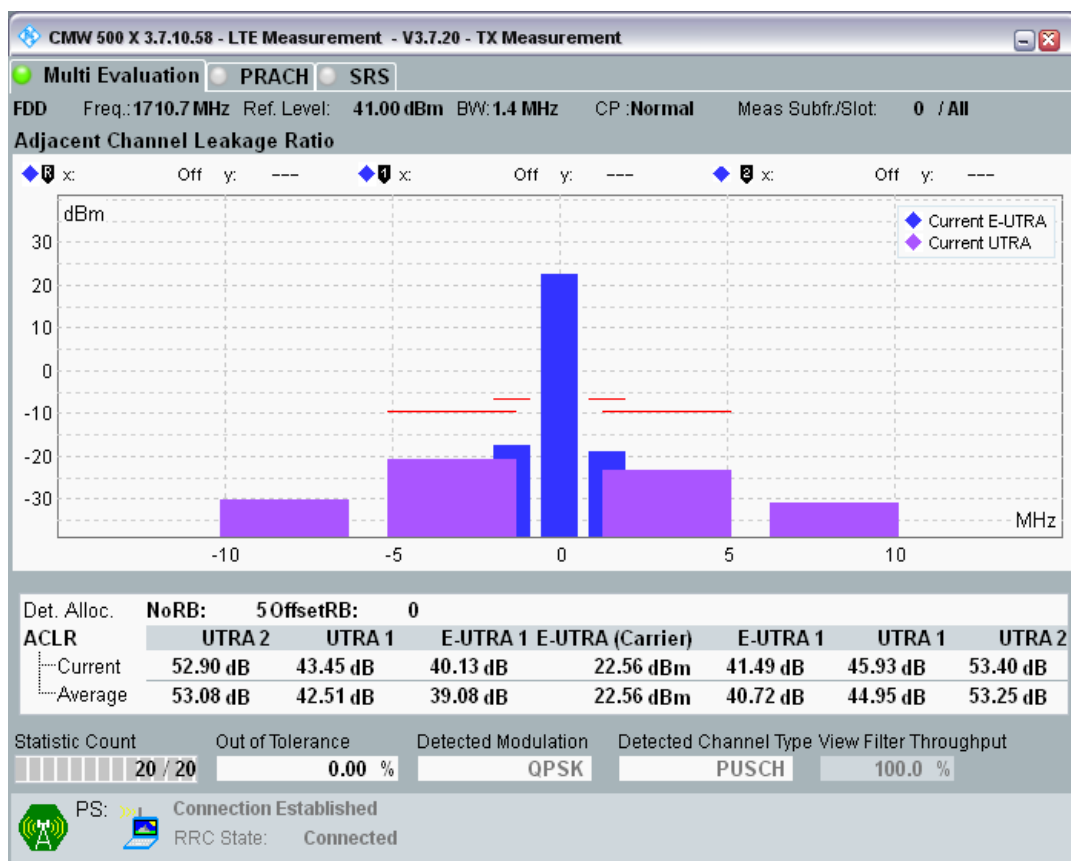 CMW 500 X 3.7.10.58 - LTE Measurement - V3.7.20 - TX Measurement
Multi Evaluation PRACH SRS
FDD Freq.: 1710.7 MHz Ref. Level: 41.00 dBm BW: 1.4 MHz CP :Normal Meas Subfr./Slot: 0 / All
Adjacent Channel Leakage Ratio
R x: Off y: --- 1 x: Off y: --- 2 x: Off y: ---
dBm
Current E-UTRA
Current UTRA
30
20
10
0
-10
-20
-30
MHz
-10 -5 0 5 10
Det. Alloc. NoRB: 5 OffsetRB: 0
ACLR UTRA 2 UTRA 1 E-UTRA 1 E-UTRA (Carrier) E-UTRA 1 UTRA 1 UTRA 2
Current 52.90 dB 43.45 dB 40.13 dB 22.56 dBm 41.49 dB 45.93 dB 53.40 dB
Average 53.08 dB 42.51 dB 39.08 dB 22.56 dBm 40.72 dB 44.95 dB 53.25 dB
Statistic Count Out of Tolerance Detected Modulation Detected Channel Type View Filter Throughput
20 / 20 0.00 % QPSK PUSCH 100.0 %
PS: Connection Established
RRC State: Connected